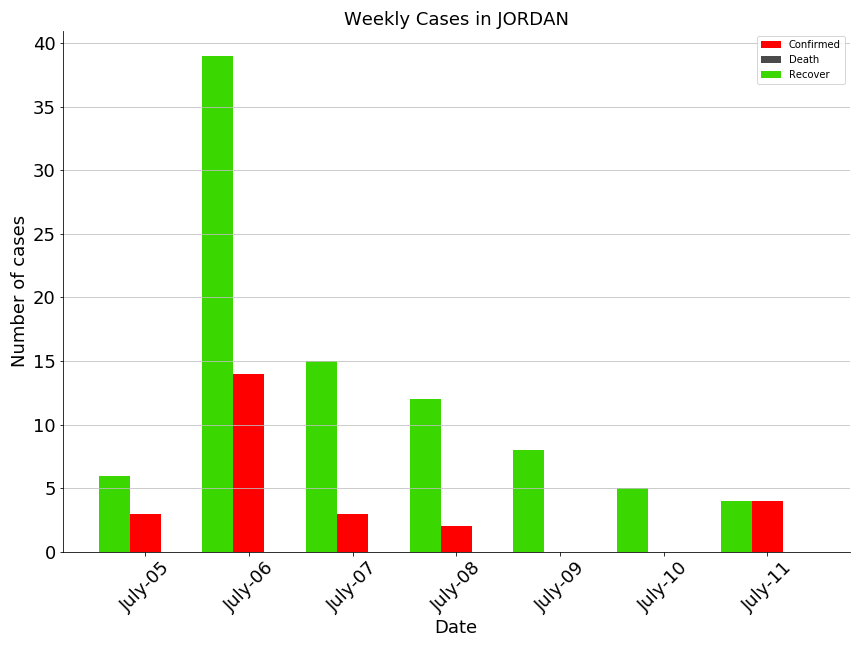 Weekly Cases in JORDAN
Confirmed
Death
Recover
Number of cases
40
35
30
25
20
15
10
5
0
July-05
July-06
July-07
July-08
July-09
July-10
July-11
Date